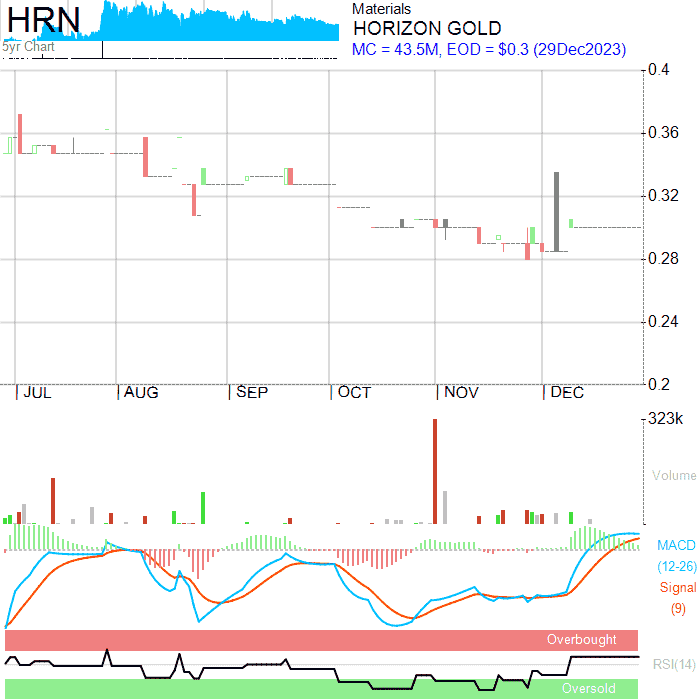 HRN
5yr Chart
Materials
HORIZON GOLD
MC = 43.5M, EOD = $0.3 (29Dec2023)
0.4
0.36
0.32
0.28
0.24
0.2
JUL AUG SEP OCT NOV DEC
323k
Volume
MACD
(12-26)
Signal
(9)
Overbought
RSI(14)
Oversold